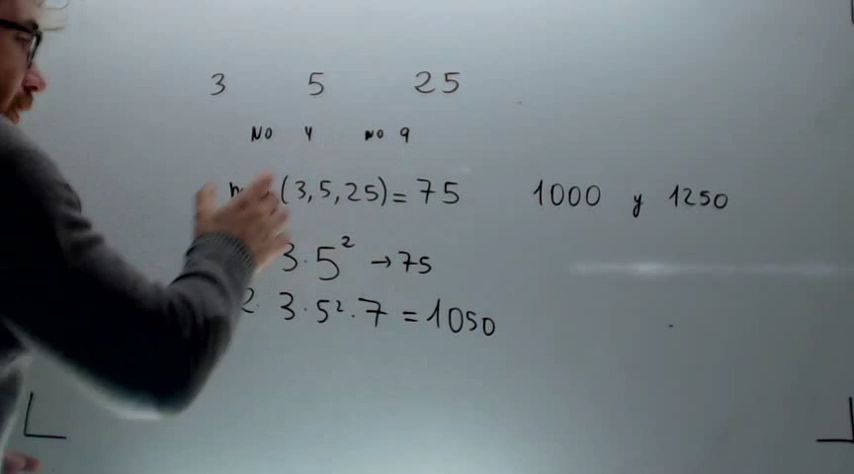 3 5 25
NO 4 NO 9
(3,5,25) = 75 1000 y 1250
3·5² → 75
2·3·5²·7 = 1050